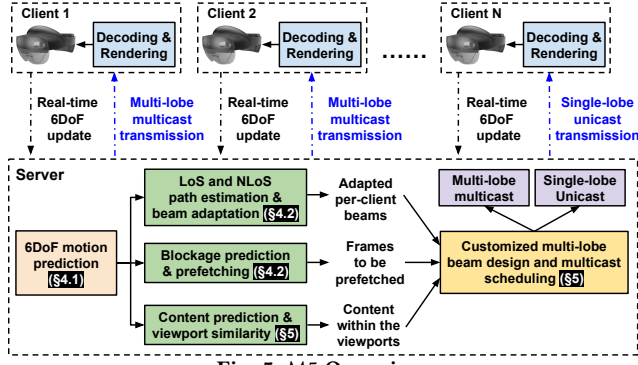 Client 1
Decoding &
Rendering
Client 2
Decoding &
Rendering
......
Client N
Decoding &
Rendering
Real-time
6DoF
update
Multi-lobe
multicast
transmission
Real-time
6DoF
update
Multi-lobe
multicast
transmission
Real-time
6DoF
update
Single-lobe
unicast
transmission
Server
6DoF motion
prediction
(§4.1)
LoS and NLoS
path estimation &
beam adaptation (§4.2)
Adapted
per-client
beams
Blockage prediction
& prefetching (§4.2)
Frames to be
prefetched
Content prediction &
viewport similarity (§5)
Content
within the
viewports
Multi-lobe
multicast
Single-lobe
Unicast
Customized multi-lobe
beam design and multicast
scheduling (§5)